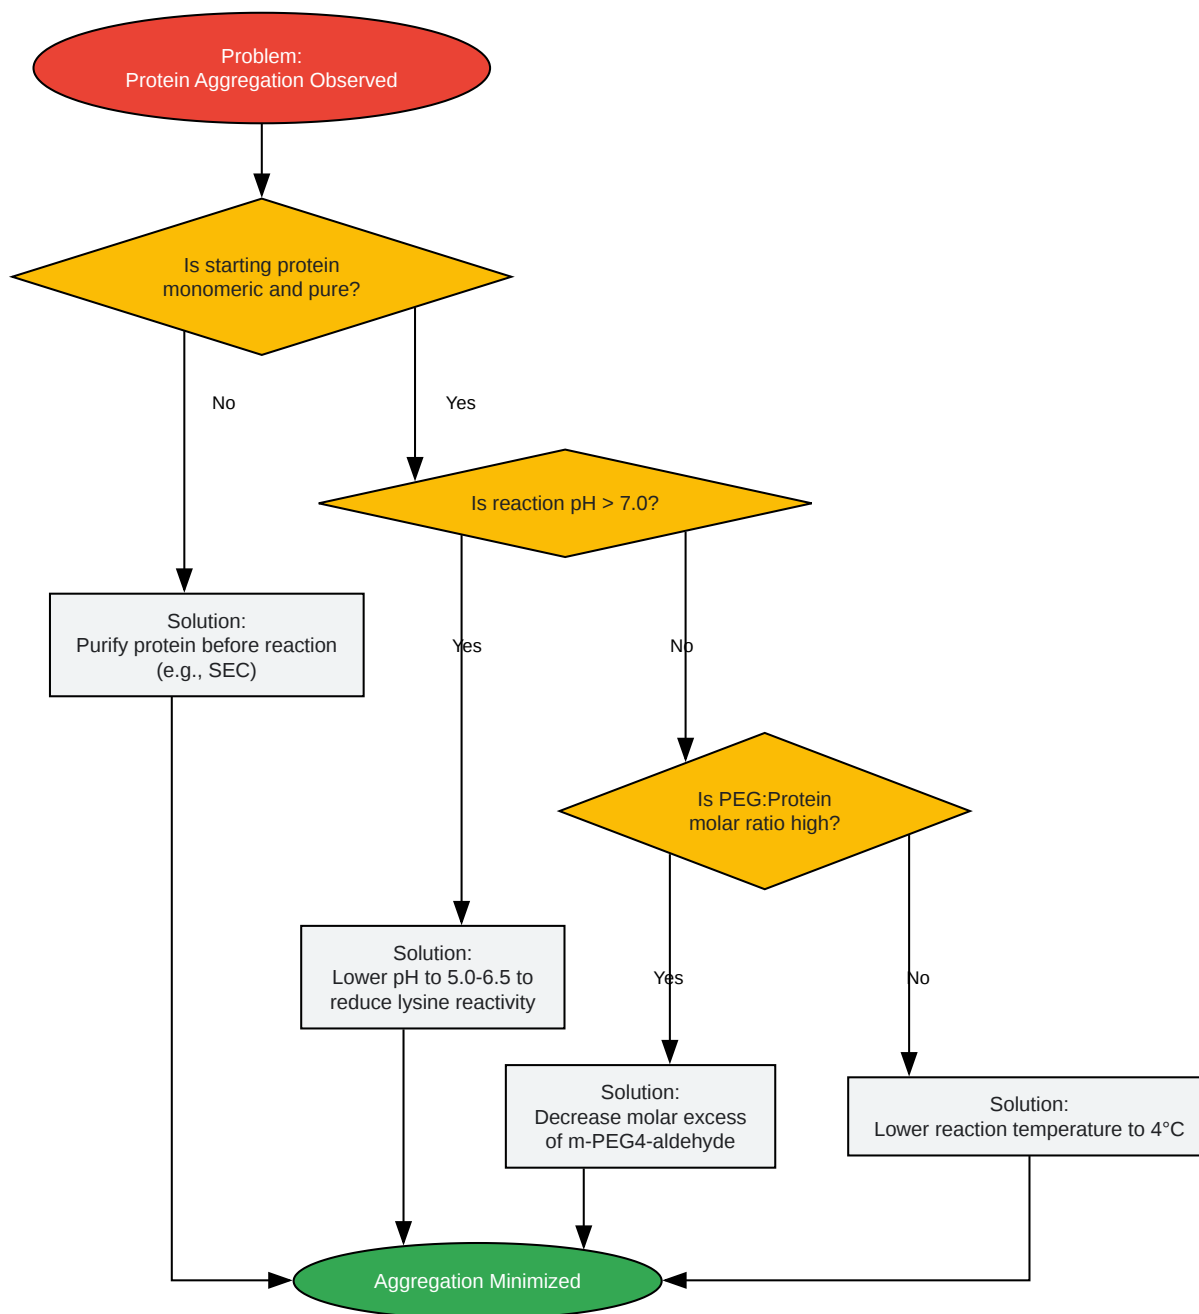 Problem:
Protein Aggregation Observed
Is starting protein
monomeric and pure?
No
Yes
Is reaction pH > 7.0?
Solution:
Purify protein before reaction
(e.g., SEC)
Yes
No
Is PEG:Protein
molar ratio high?
Solution:
Lower pH to 5.0-6.5 to
reduce lysine reactivity
Yes
No
Solution:
Decrease molar excess
of m-PEG4-aldehyde
Solution:
Lower reaction temperature to 4°C
Aggregation Minimized